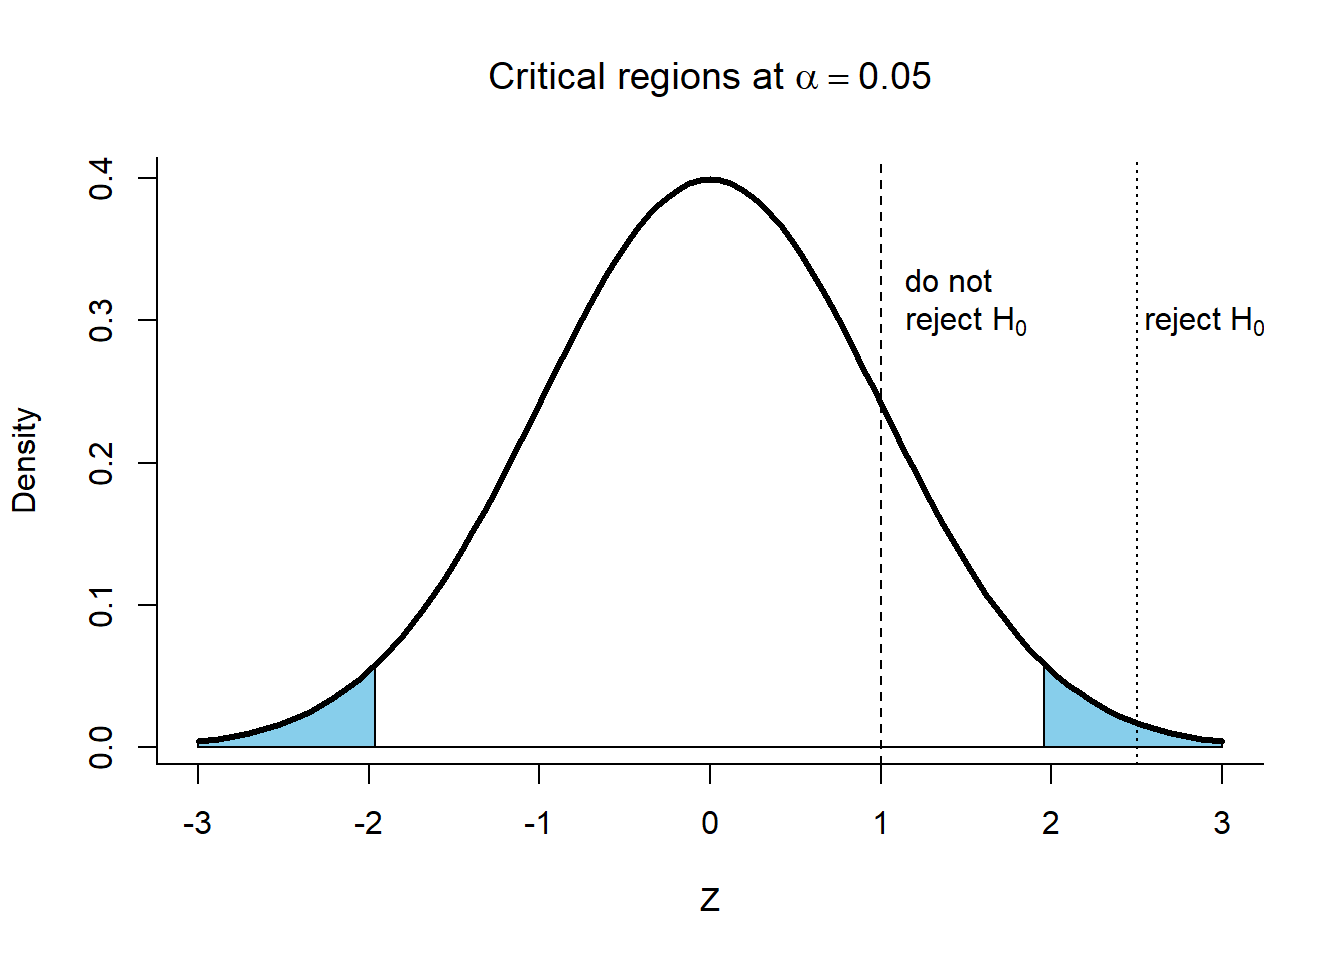 Critical regions at α = 0.05
0.4
0.3
0.2
0.1
0.0
Density
do not
reject H₀
reject H₀
-3 -2 -1 0 1 2 3
Z